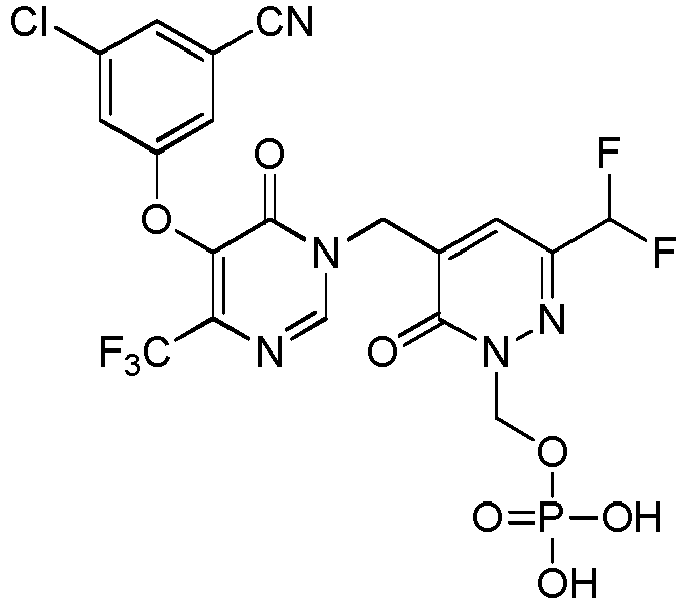 Cl CN
O F
O N F
F₃C N O N N
O
O=P–OH
OH